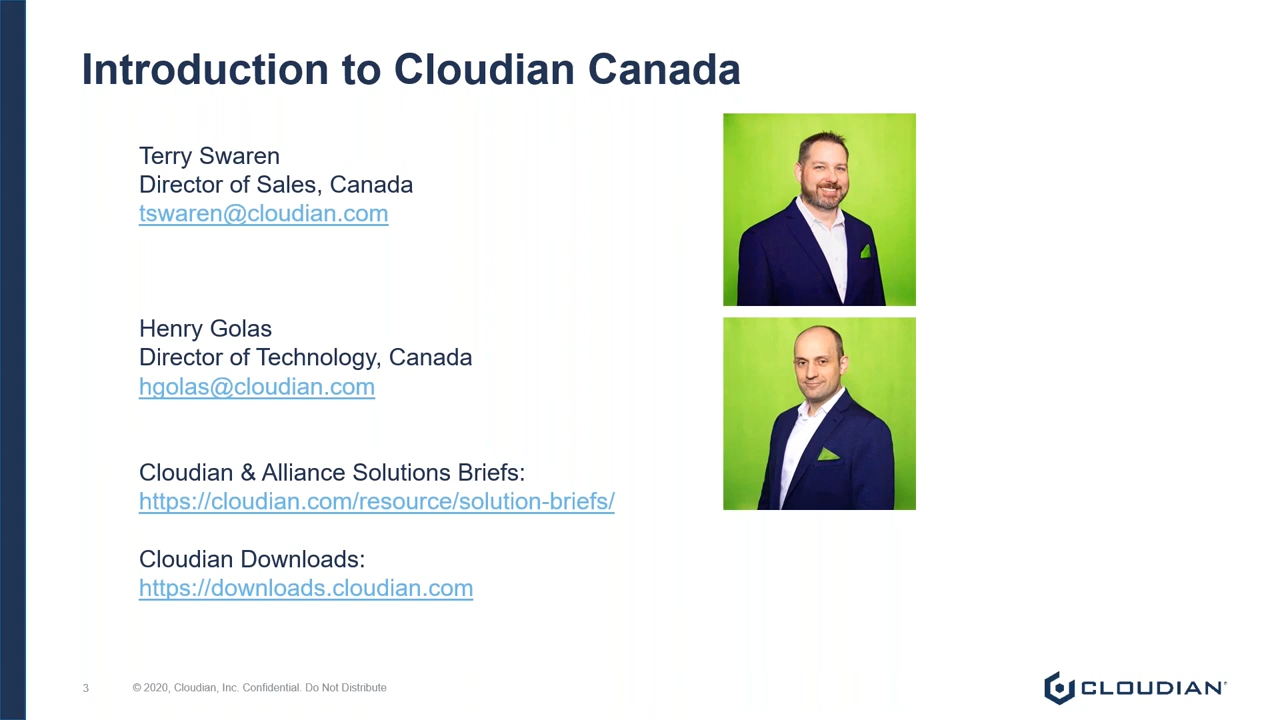 Introduction to Cloudian Canada
Terry Swaren
Director of Sales, Canada
tswaren@cloudian.com
Henry Golas
Director of Technology, Canada
hgolas@cloudian.com
Cloudian & Alliance Solutions Briefs:
https://cloudian.com/resource/solution-briefs/
Cloudian Downloads:
https://downloads.cloudian.com
3
© 2020, Cloudian, Inc. Confidential. Do Not Distribute
CLOUDIAN